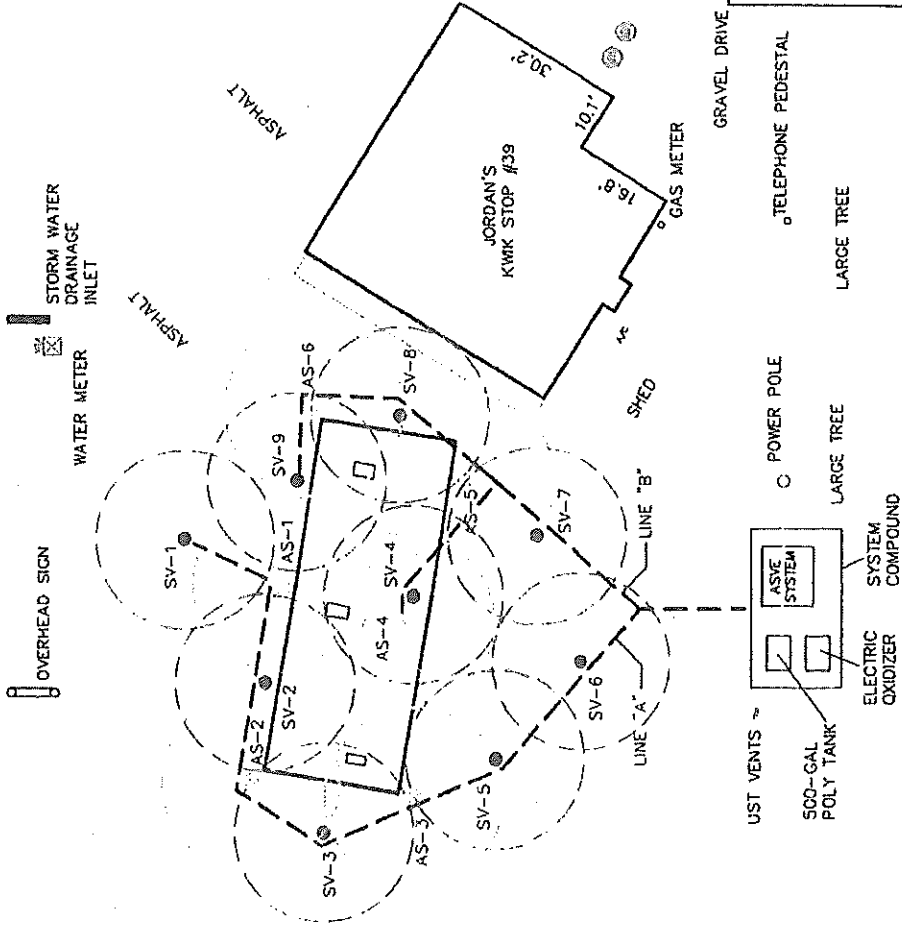 OVERHEAD SIGN
STORM WATER
DRAINAGE
INLET
WATER METER
ASPHALT
ASPHALT
SV-1
SV-9
AS-6
AS-1
SV-8
AS-2
SV-2
SV-4
AS-4
AS-5
SV-3
AS-3
SV-5
SV-7
SV-6
LINE "B"
LINE "A"
JORDAN'S
KWIK STOP #39
30.2'
10.1'
16.8'
GAS METER
GRAVEL DRIVE
SHED
POWER POLE
TELEPHONE PEDESTAL
LARGE TREE
LARGE TREE
UST VENTS
ASVE
SYSTEM
500-GAL
POLY TANK
ELECTRIC
OXIDIZER
SYSTEM
COMPOUND